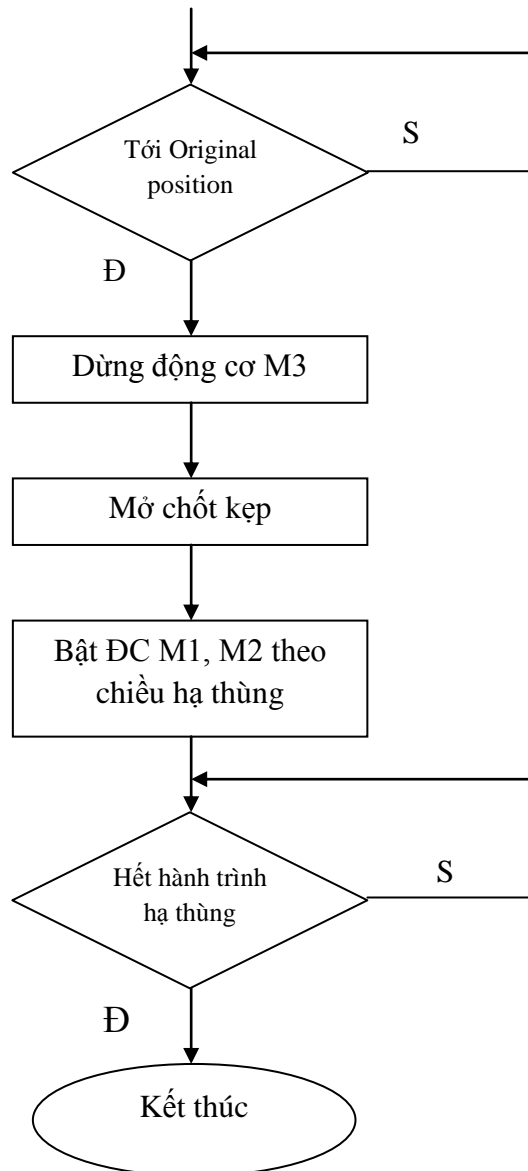 Tới Original
position
S
Đ
Dừng động cơ M3
Mở chốt kẹp
Bật ĐC M1, M2 theo
chiều hạ thùng
Hết hành trình
hạ thùng
S
Đ
Kết thúc